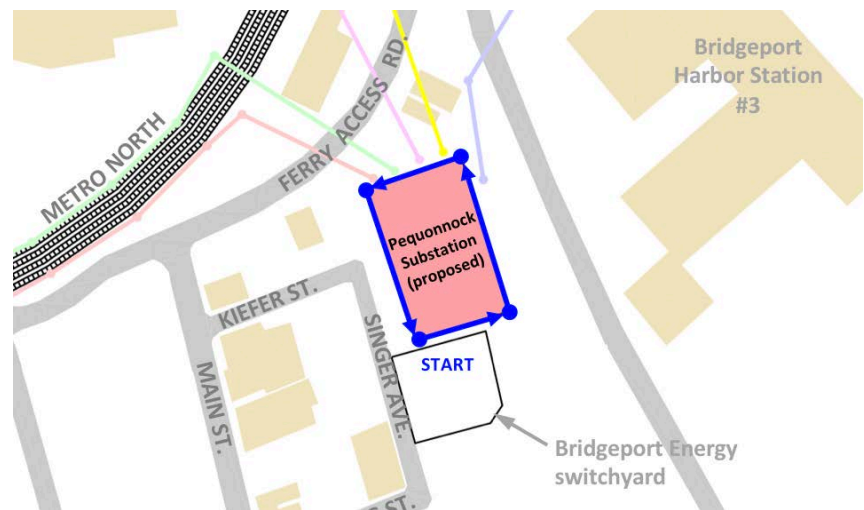 Bridgeport
Harbor Station
#3
METRO NORTH
FERRY ACCESS RD.
Pequonnock
Substation
(proposed)
KIEFER ST.
SINGER AVE.
MAIN ST.
START
Bridgeport Energy
switchyard
ST.